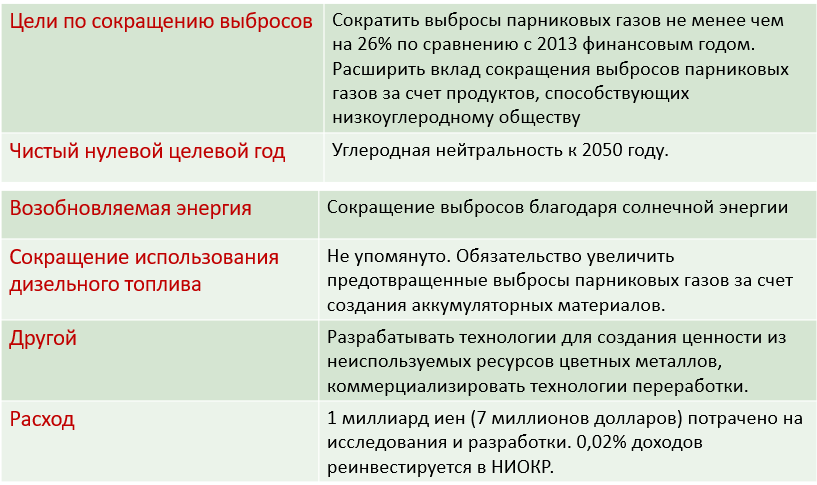 Цели по сокращению выбросов
Сократить выбросы парниковых газов не менее чем
на 26% по сравнению с 2013 финансовым годом.
Расширить вклад сокращения выбросов парниковых
газов за счет продуктов, способствующих
низкоуглеродному обществу
Чистый нулевой целевой год
Углеродная нейтральность к 2050 году.
Возобновляемая энергия
Сокращение выбросов благодаря солнечной энергии
Сокращение использования
дизельного топлива
Не упомянуто. Обязательство увеличить
предотвращенные выбросы парниковых газов за счет
создания аккумуляторных материалов.
Другой
Разрабатывать технологии для создания ценности из
неиспользуемых ресурсов цветных металлов,
коммерциализировать технологии переработки.
Расход
1 миллиард иен (7 миллионов долларов) потрачено на
исследования и разработки. 0,02% доходов
реинвестируется в НИОКР.